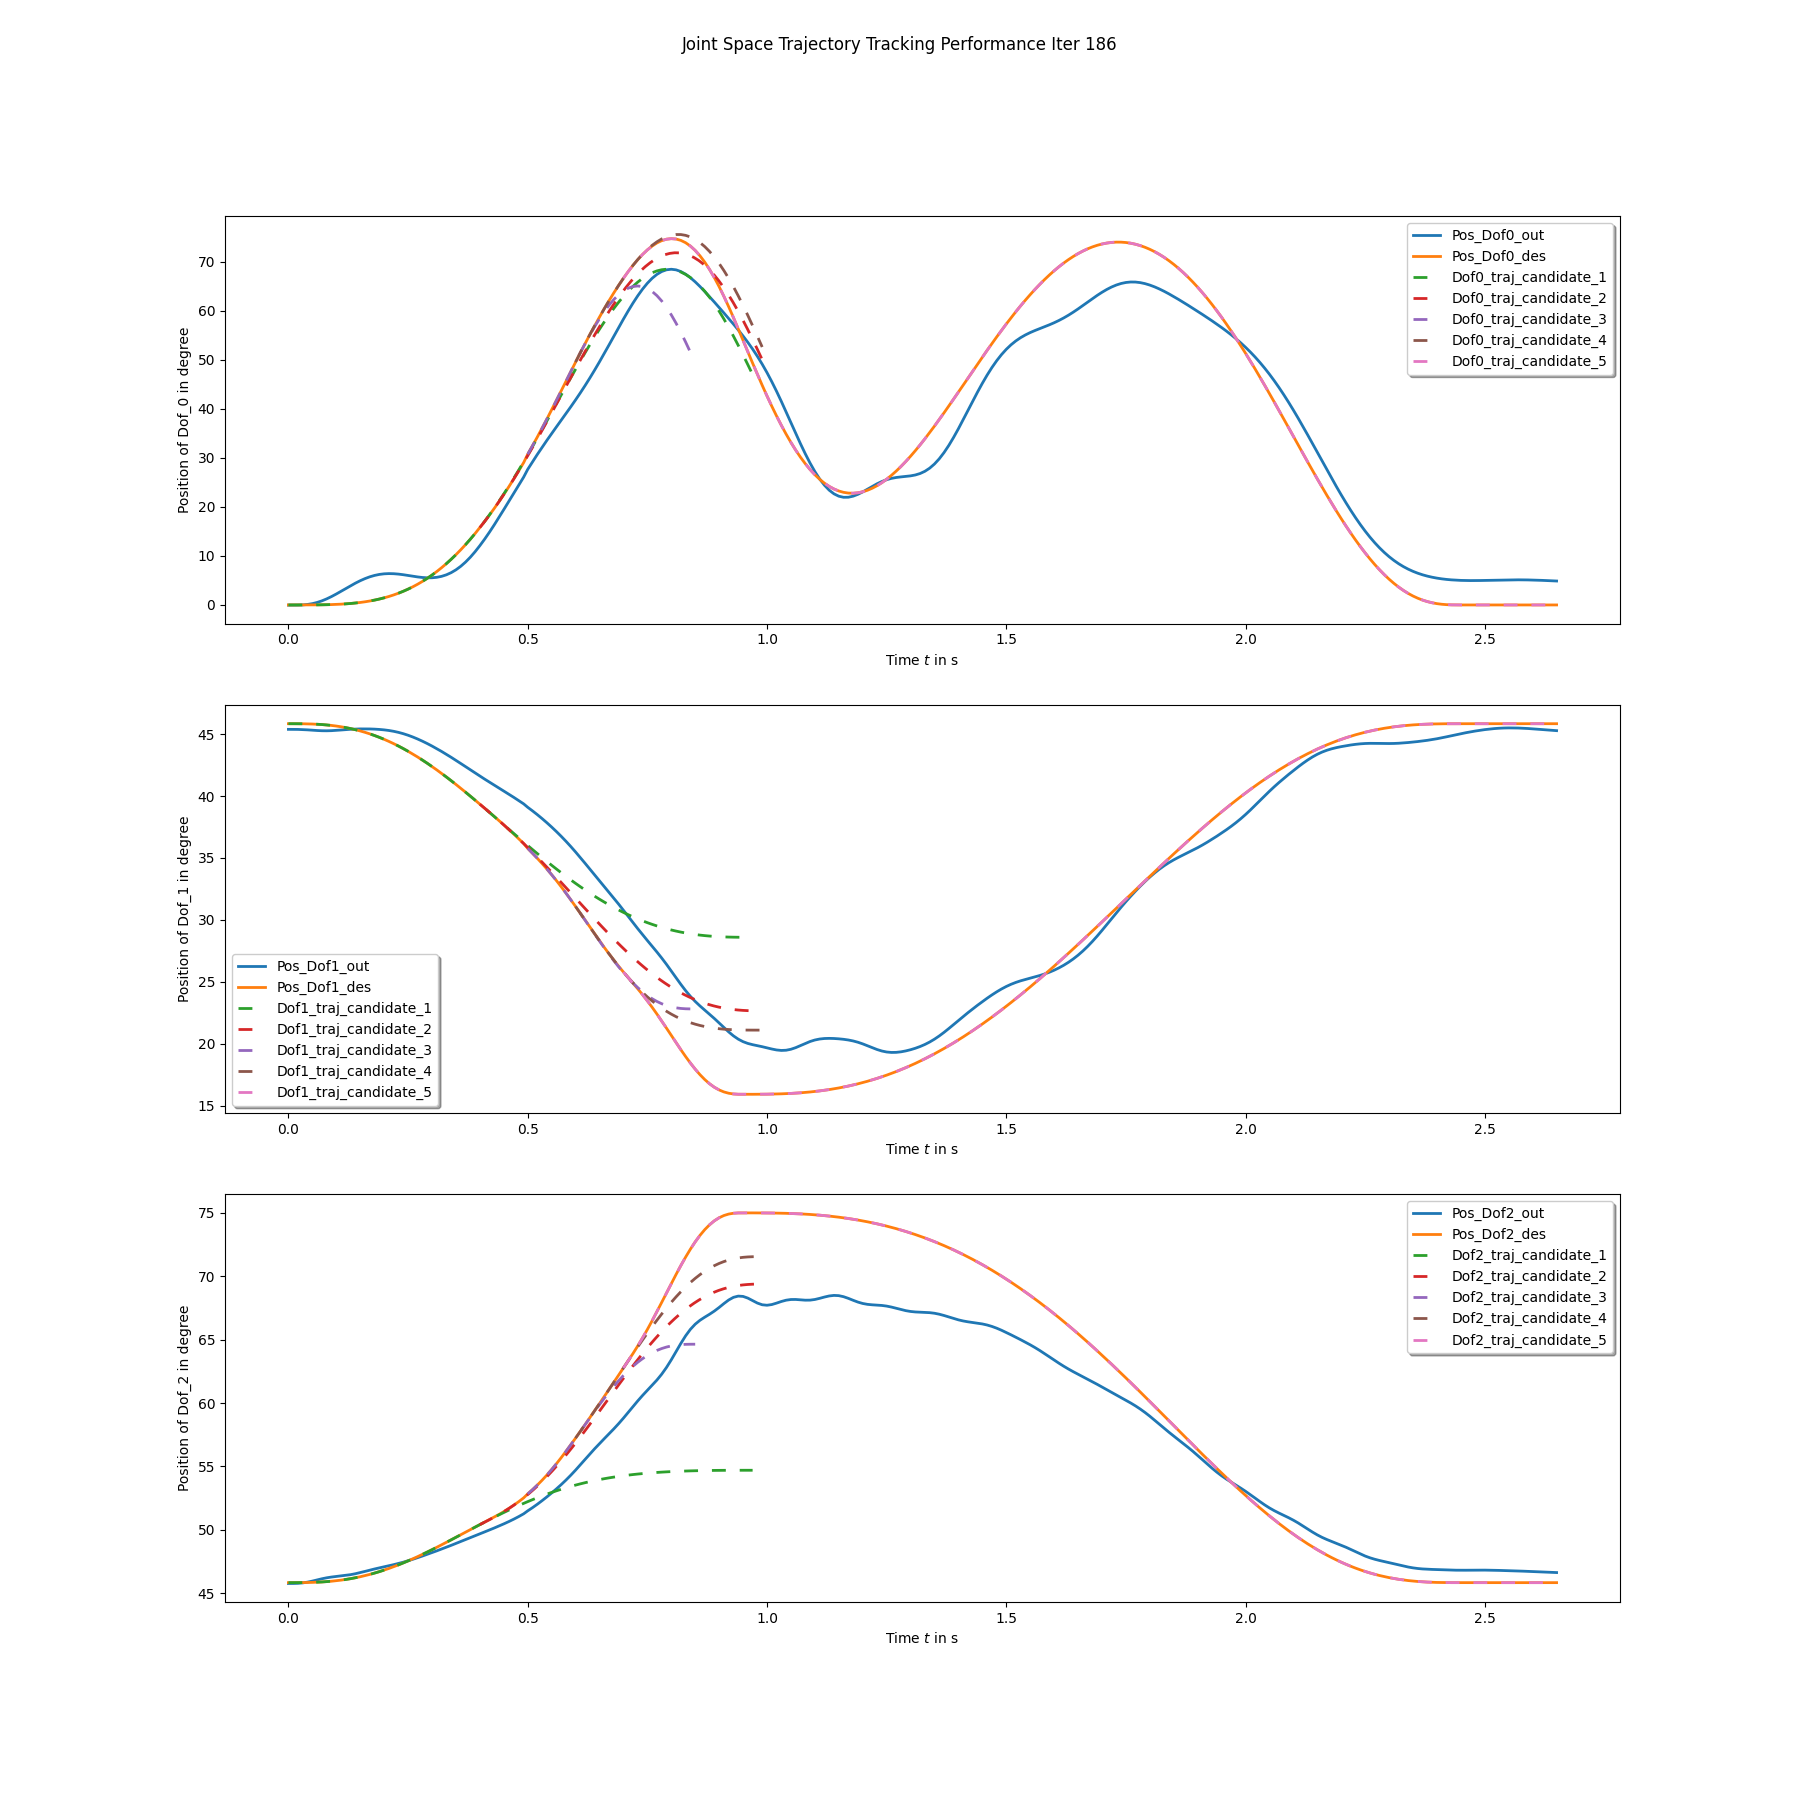 Joint Space Trajectory Tracking Performance Iter 186
Position of Dof_0 in degree
70
60
50
40
30
20
10
0
Pos_Dof0_out
Pos_Dof0_des
Dof0_traj_candidate_1
Dof0_traj_candidate_2
Dof0_traj_candidate_3
Dof0_traj_candidate_4
Dof0_traj_candidate_5
0.0 0.5 1.0 1.5 2.0 2.5
Time t in s
Position of Dof_1 in degree
45
40
35
30
25
20
15
Pos_Dof1_out
Pos_Dof1_des
Dof1_traj_candidate_1
Dof1_traj_candidate_2
Dof1_traj_candidate_3
Dof1_traj_candidate_4
Dof1_traj_candidate_5
0.0 0.5 1.0 1.5 2.0 2.5
Time t in s
Position of Dof_2 in degree
75
70
65
60
55
50
45
Pos_Dof2_out
Pos_Dof2_des
Dof2_traj_candidate_1
Dof2_traj_candidate_2
Dof2_traj_candidate_3
Dof2_traj_candidate_4
Dof2_traj_candidate_5
0.0 0.5 1.0 1.5 2.0 2.5
Time t in s